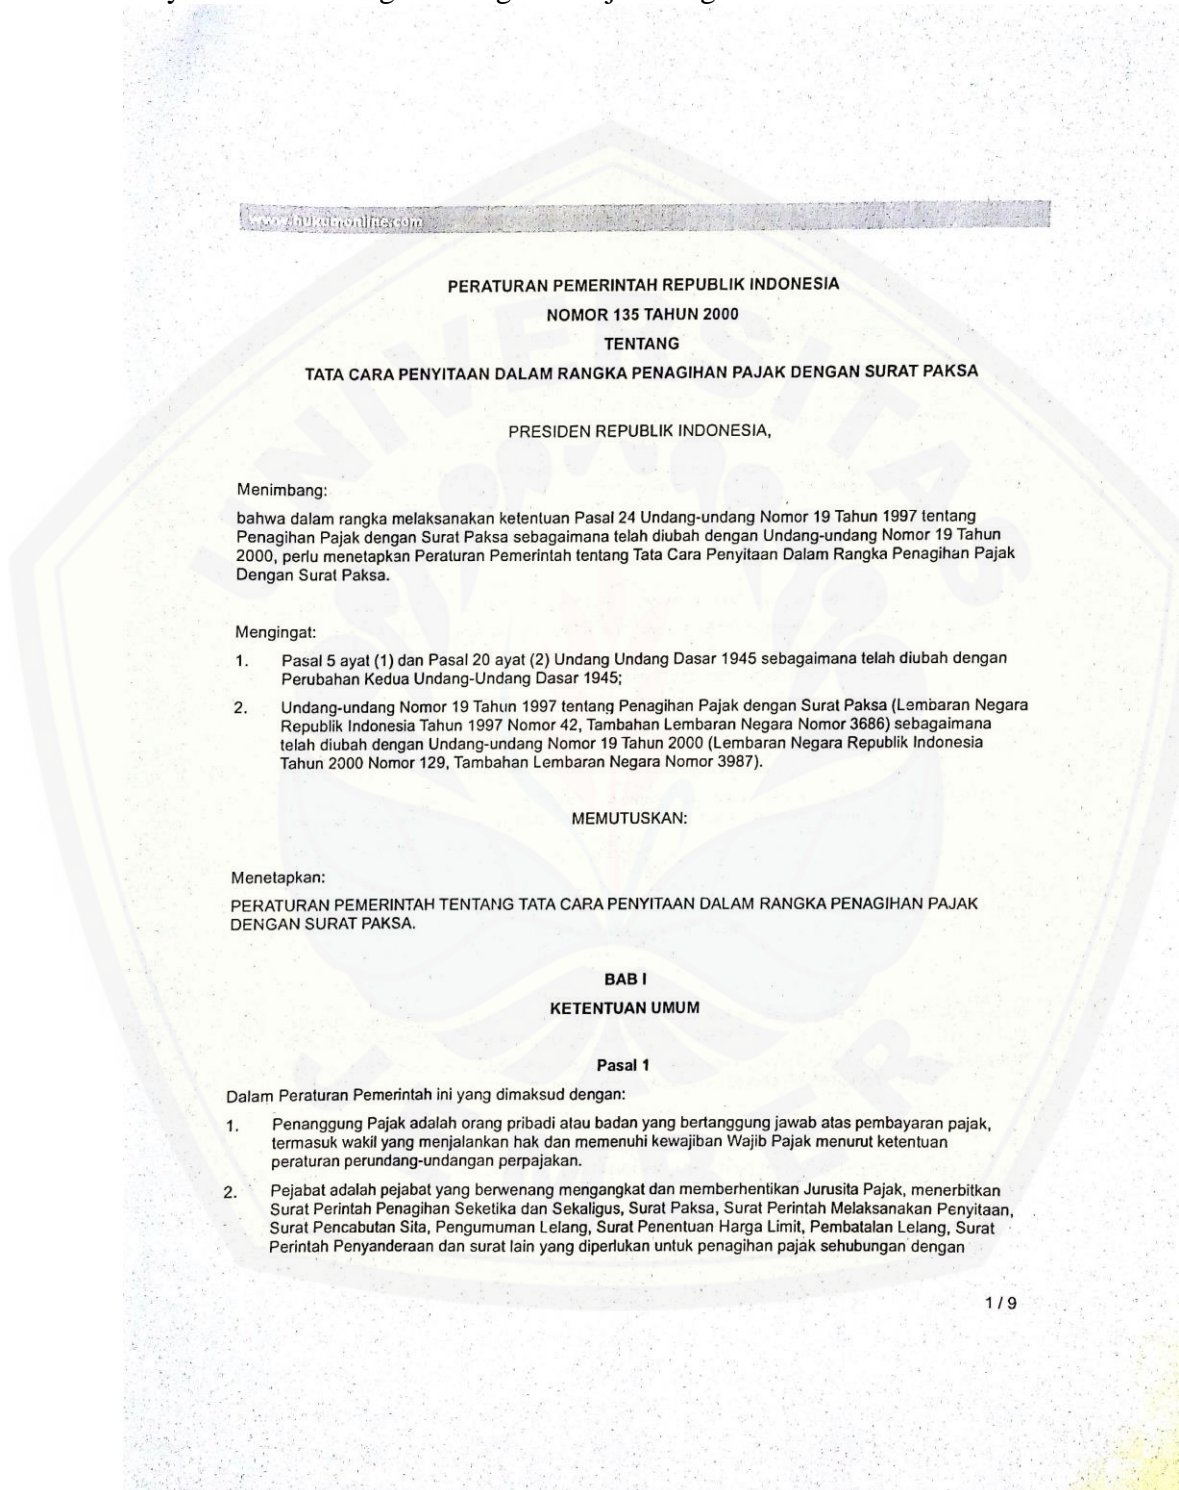 www.hukumonline.com
PERATURAN PEMERINTAH REPUBLIK INDONESIA
NOMOR 135 TAHUN 2000
TENTANG
TATA CARA PENYITAAN DALAM RANGKA PENAGIHAN PAJAK DENGAN SURAT PAKSA
PRESIDEN REPUBLIK INDONESIA,
Menimbang:
bahwa dalam rangka melaksanakan ketentuan Pasal 24 Undang-undang Nomor 19 Tahun 1997 tentang
Penagihan Pajak dengan Surat Paksa sebagaimana telah diubah dengan Undang-undang Nomor 19 Tahun
2000, perlu menetapkan Peraturan Pemerintah tentang Tata Cara Penyitaan Dalam Rangka Penagihan Pajak
Dengan Surat Paksa.
Mengingat:
1. Pasal 5 ayat (1) dan Pasal 20 ayat (2) Undang Undang Dasar 1945 sebagaimana telah diubah dengan
Perubahan Kedua Undang-Undang Dasar 1945;
2. Undang-undang Nomor 19 Tahun 1997 tentang Penagihan Pajak dengan Surat Paksa (Lembaran Negara
Republik Indonesia Tahun 1997 Nomor 42, Tambahan Lembaran Negara Nomor 3686) sebagaimana
telah diubah dengan Undang-undang Nomor 19 Tahun 2000 (Lembaran Negara Republik Indonesia
Tahun 2000 Nomor 129, Tambahan Lembaran Negara Nomor 3987).
MEMUTUSKAN:
Menetapkan:
PERATURAN PEMERINTAH TENTANG TATA CARA PENYITAAN DALAM RANGKA PENAGIHAN PAJAK
DENGAN SURAT PAKSA.
BAB I
KETENTUAN UMUM
Pasal 1
Dalam Peraturan Pemerintah ini yang dimaksud dengan:
1. Penanggung Pajak adalah orang pribadi atau badan yang bertanggung jawab atas pembayaran pajak,
termasuk wakil yang menjalankan hak dan memenuhi kewajiban Wajib Pajak menurut ketentuan
peraturan perundang-undangan perpajakan.
2. Pejabat adalah pejabat yang berwenang mengangkat dan memberhentikan Jurusita Pajak, menerbitkan
Surat Perintah Penagihan Seketika dan Sekaligus, Surat Paksa, Surat Perintah Melaksanakan Penyitaan,
Surat Pencabutan Sita, Pengumuman Lelang, Surat Penentuan Harga Limit, Pembatalan Lelang, Surat
Perintah Penyanderaan dan surat lain yang diperlukan untuk penagihan pajak sehubungan dengan
1 / 9
UNIVERSITAS
JEMBER